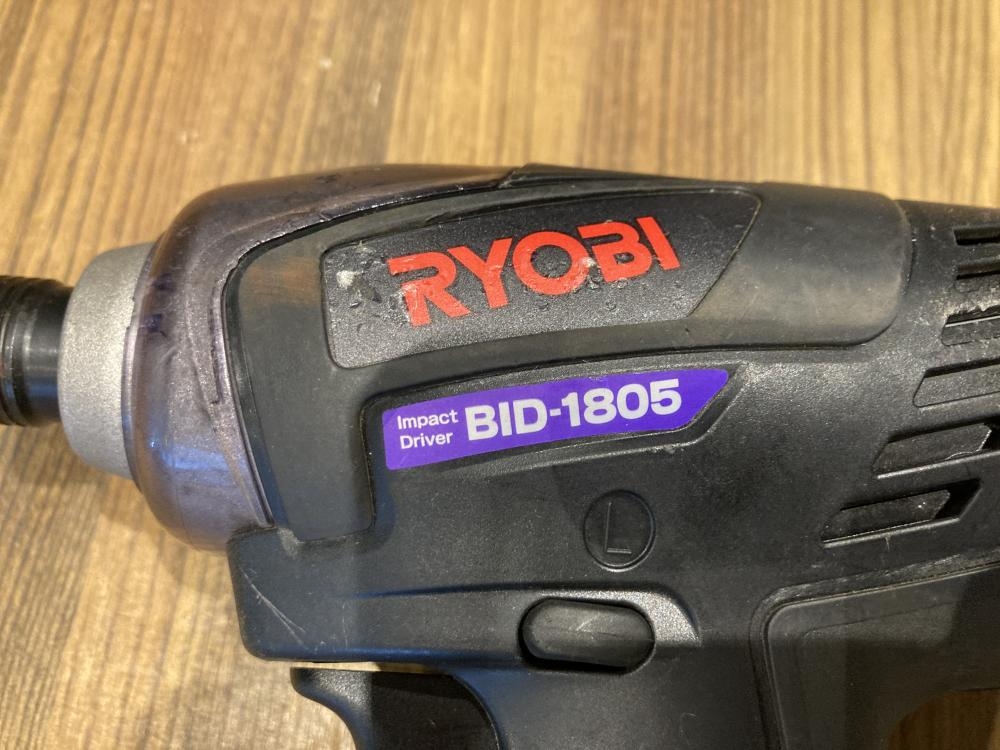 RYOBI
Impact
Driver
BID-1805
L